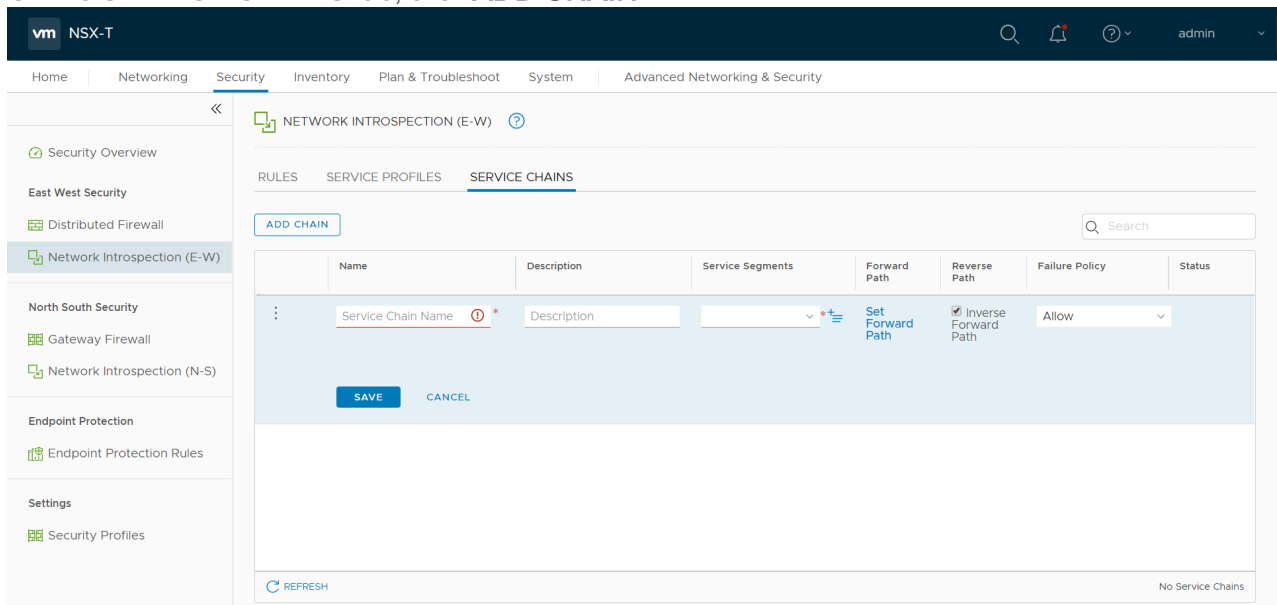 vm NSX-T admin
Home Networking Security Inventory Plan & Troubleshoot System Advanced Networking & Security
NETWORK INTROSPECTION (E-W)
Security Overview
East West Security
Distributed Firewall
Network Introspection (E-W)
North South Security
Gateway Firewall
Network Introspection (N-S)
Endpoint Protection
Endpoint Protection Rules
Settings
Security Profiles
RULES SERVICE PROFILES SERVICE CHAINS
ADD CHAIN Search
Name Description Service Segments Forward Path Reverse Path Failure Policy Status
Service Chain Name * Description * Set Forward Path Inverse Forward Path Allow
SAVE CANCEL
REFRESH No Service Chains